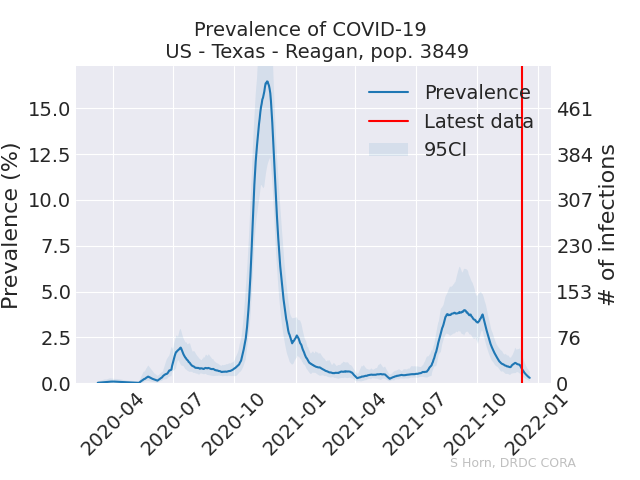 Prevalence of COVID-19
US - Texas - Reagan, pop. 3849
Prevalence
Latest data
95CI
Prevalence (%)
15.0
12.5
10.0
7.5
5.0
2.5
0.0
461
384
307
230
153
76
0
# of infections
2020-04
2020-07
2020-10
2021-01
2021-04
2021-07
2021-10
2022-01
S Horn, DRDC CORA